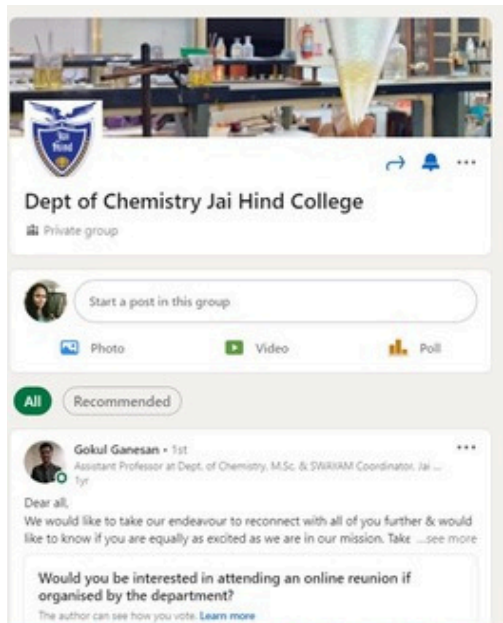 Jai
Hind
Dept of Chemistry Jai Hind College
Private group
Start a post in this group
Photo
Video
Poll
All
Recommended
Gokul Ganesan • 1st
Assistant Professor at Dept. of Chemistry, M.Sc. & SWAYAM Coordinator, Jai ...
1yr
Dear all,
We would like to take our endeavour to reconnect with all of you further & would
like to know if you are equally as excited as we are in our mission. Take ...see more
Would you be interested in attending an online reunion if
organised by the department?
The author can see how you vote. Learn more